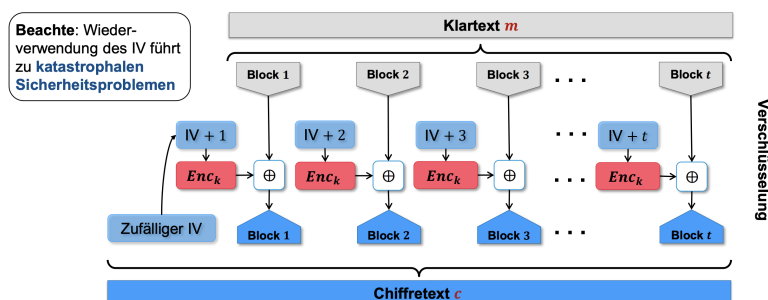 Klartext m
Beachte: Wieder-
verwendung des IV führt
zu katastrophalen
Sicherheitsproblemen
Block 1 Block 2 Block 3 . . . Block t
IV + 1 IV + 2 IV + 3 . . . IV + t
Enck ⊕ Enck ⊕ Enck ⊕ . . . Enck ⊕
Zufälliger IV Block 1 Block 2 Block 3 . . . Block t
Chiffretext c
Verschüsselung